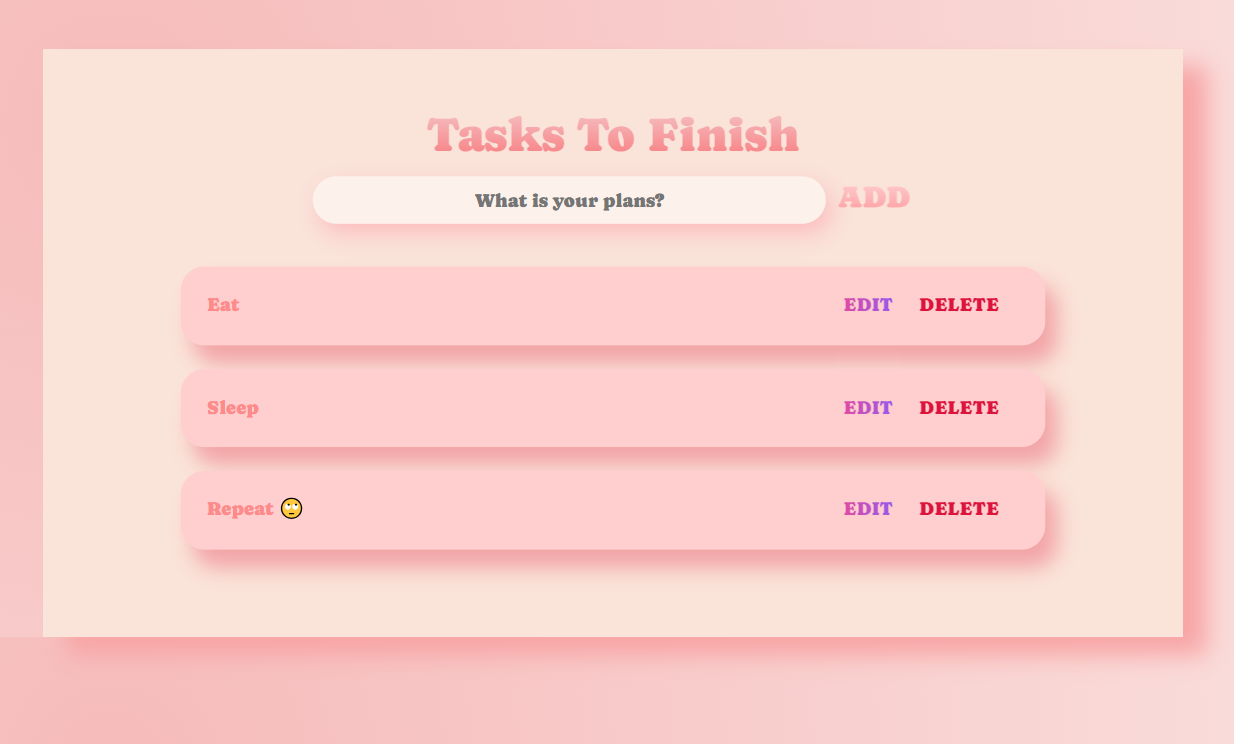 Tasks To Finish
What is your plans? ADD
Eat EDIT DELETE
Sleep EDIT DELETE
Repeat 🙄 EDIT DELETE